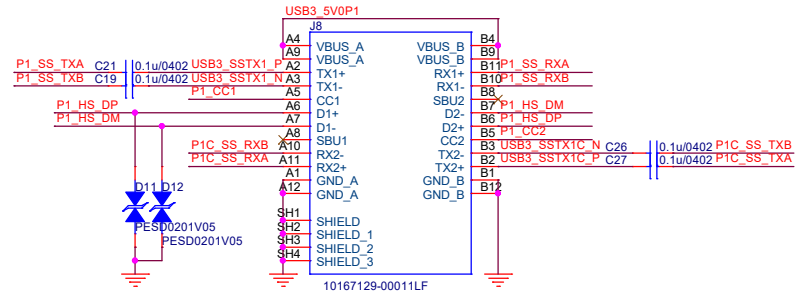 USB3_5V0P1
J8
A4 VBUS_A VBUS_B B4
A9 VBUS_A VBUS_B B9
P1_SS_TXA C21 0.1u/0402 USB3_SSTX1_P A2 TX1+ RX1+ B11 P1_SS_RXA
P1_SS_TXB C19 0.1u/0402 USB3_SSTX1_N A3 TX1- RX1- B10 P1_SS_RXB
P1_CC1 A5 CC1 SBU2 B8
P1_HS_DP A6 D1+ D2- B7 P1_HS_DM
P1_HS_DM A7 D1- D2+ B6 P1_HS_DP
A8 SBU1 CC2 B5 P1_CC2
P1C_SS_RXB A10 RX2- TX2- B3 USB3_SSTX1C_N C26 0.1u/0402 P1C_SS_TXB
P1C_SS_RXA A11 RX2+ TX2+ B2 USB3_SSTX1C_P C27 0.1u/0402 P1C_SS_TXA
A1 GND_A GND_B B1
D11 D12 A12 GND_A GND_B B12
SH1 SHIELD
PESD0201V05 SH2 SHIELD_1
PESD0201V05 SH3 SHIELD_2
SH4 SHIELD_3
10167129-00011LF